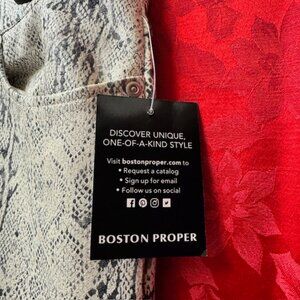 DISCOVER UNIQUE,
ONE-OF-A-KIND STYLE
Visit bostonproper.com to
• Request a catalog
• Sign up for email
• Follow us on social
BOSTON PROPER